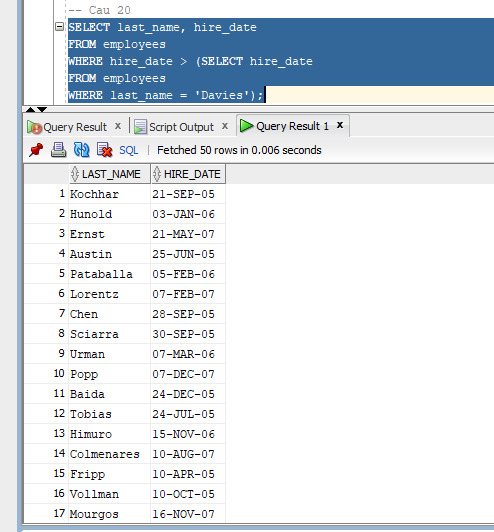 -- Cau 20
SELECT last_name, hire_date
FROM employees
WHERE hire_date > (SELECT hire_date
FROM employees
WHERE last_name = 'Davies');
Query Result x Script Output x Query Result 1 x
SQL | Fetched 50 rows in 0.006 seconds
LAST_NAME HIRE_DATE
1 Kochhar 21-SEP-05
2 Hunold 03-JAN-06
3 Ernst 21-MAY-07
4 Austin 25-JUN-05
5 Pataballa 05-FEB-06
6 Lorentz 07-FEB-07
7 Chen 28-SEP-05
8 Sciarra 30-SEP-05
9 Urman 07-MAR-06
10 Popp 07-DEC-07
11 Baida 24-DEC-05
12 Tobias 24-JUL-05
13 Himuro 15-NOV-06
14 Colmenares 10-AUG-07
15 Fripp 10-APR-05
16 Vollman 10-OCT-05
17 Mourgos 16-NOV-07